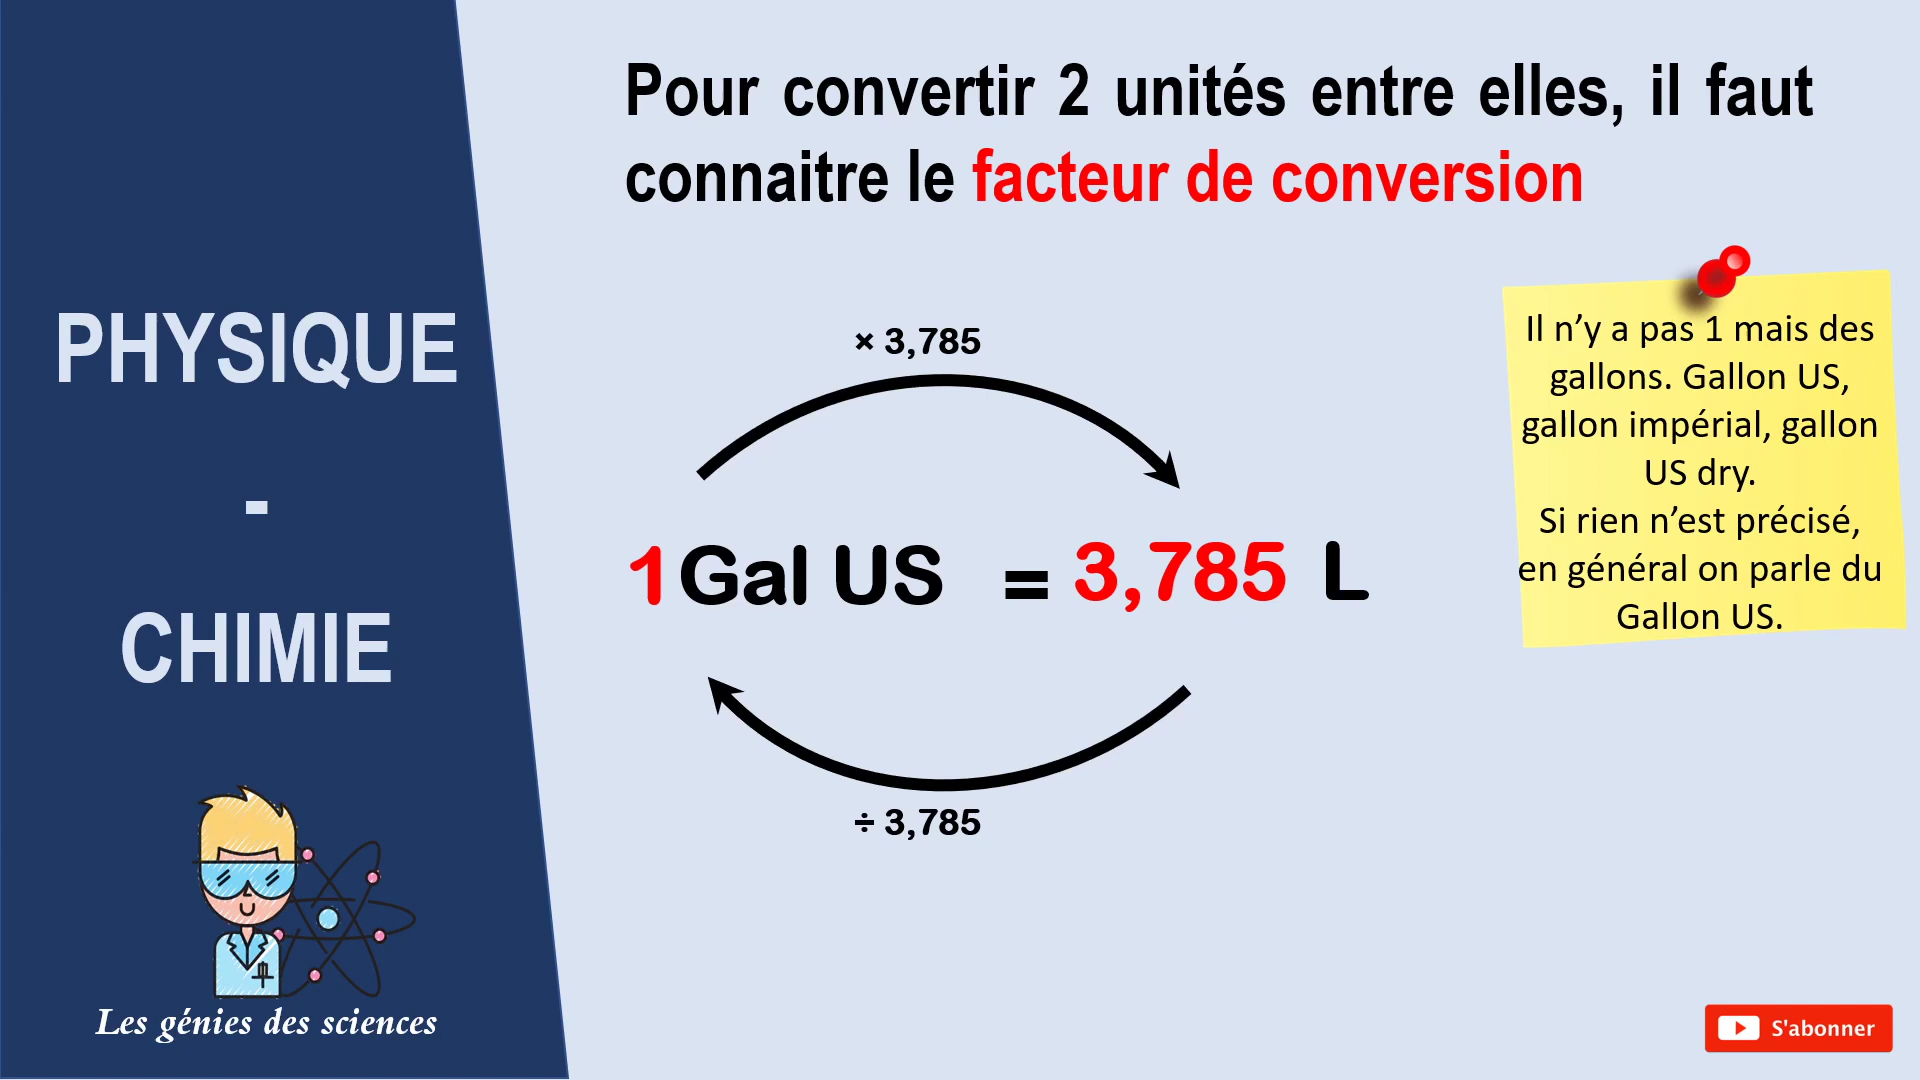 Pour convertir 2 unités entre elles, il faut
connaitre le facteur de conversion
PHYSIQUE
-
CHIMIE
Les génies des sciences
× 3,785
1 Gal US = 3,785 L
÷ 3,785
Il n’y a pas 1 mais des
gallons. Gallon US,
gallon impérial, gallon
US dry.
Si rien n’est précisé,
en général on parle du
Gallon US.
S'abonner